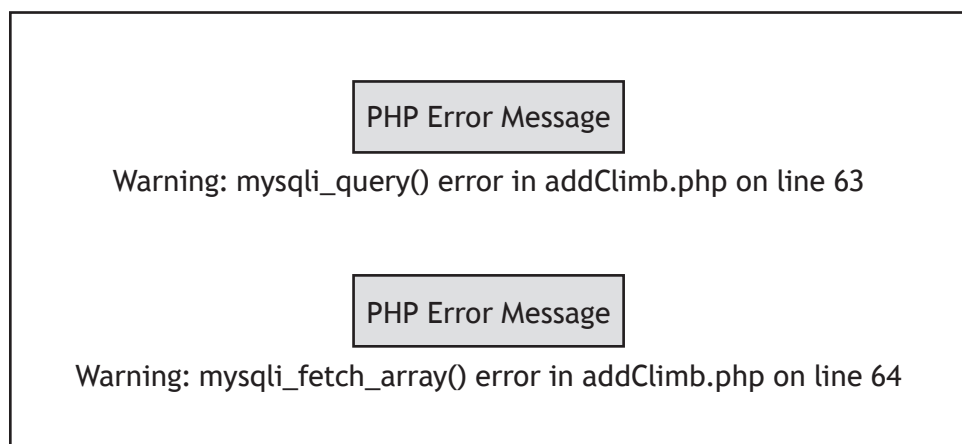 PHP Error Message
Warning: mysqli_query() error in addClimb.php on line 63
PHP Error Message
Warning: mysqli_fetch_array() error in addClimb.php on line 64